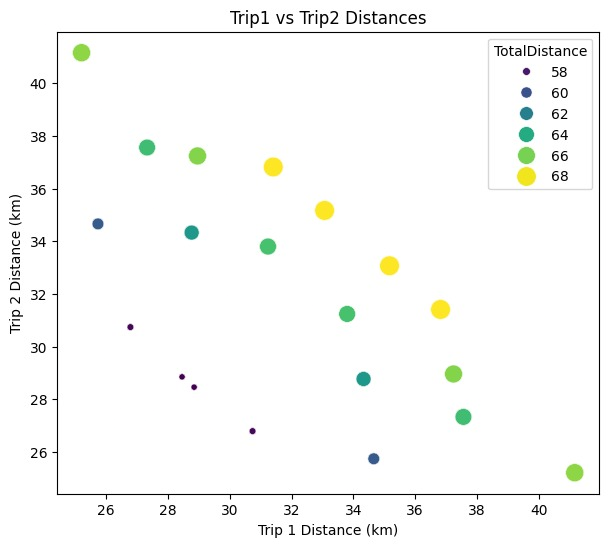 Trip1 vs Trip2 Distances
TotalDistance
58
60
62
64
66
68
Trip 2 Distance (km)
40
38
36
34
32
30
28
26
26 28 30 32 34 36 38 40
Trip 1 Distance (km)